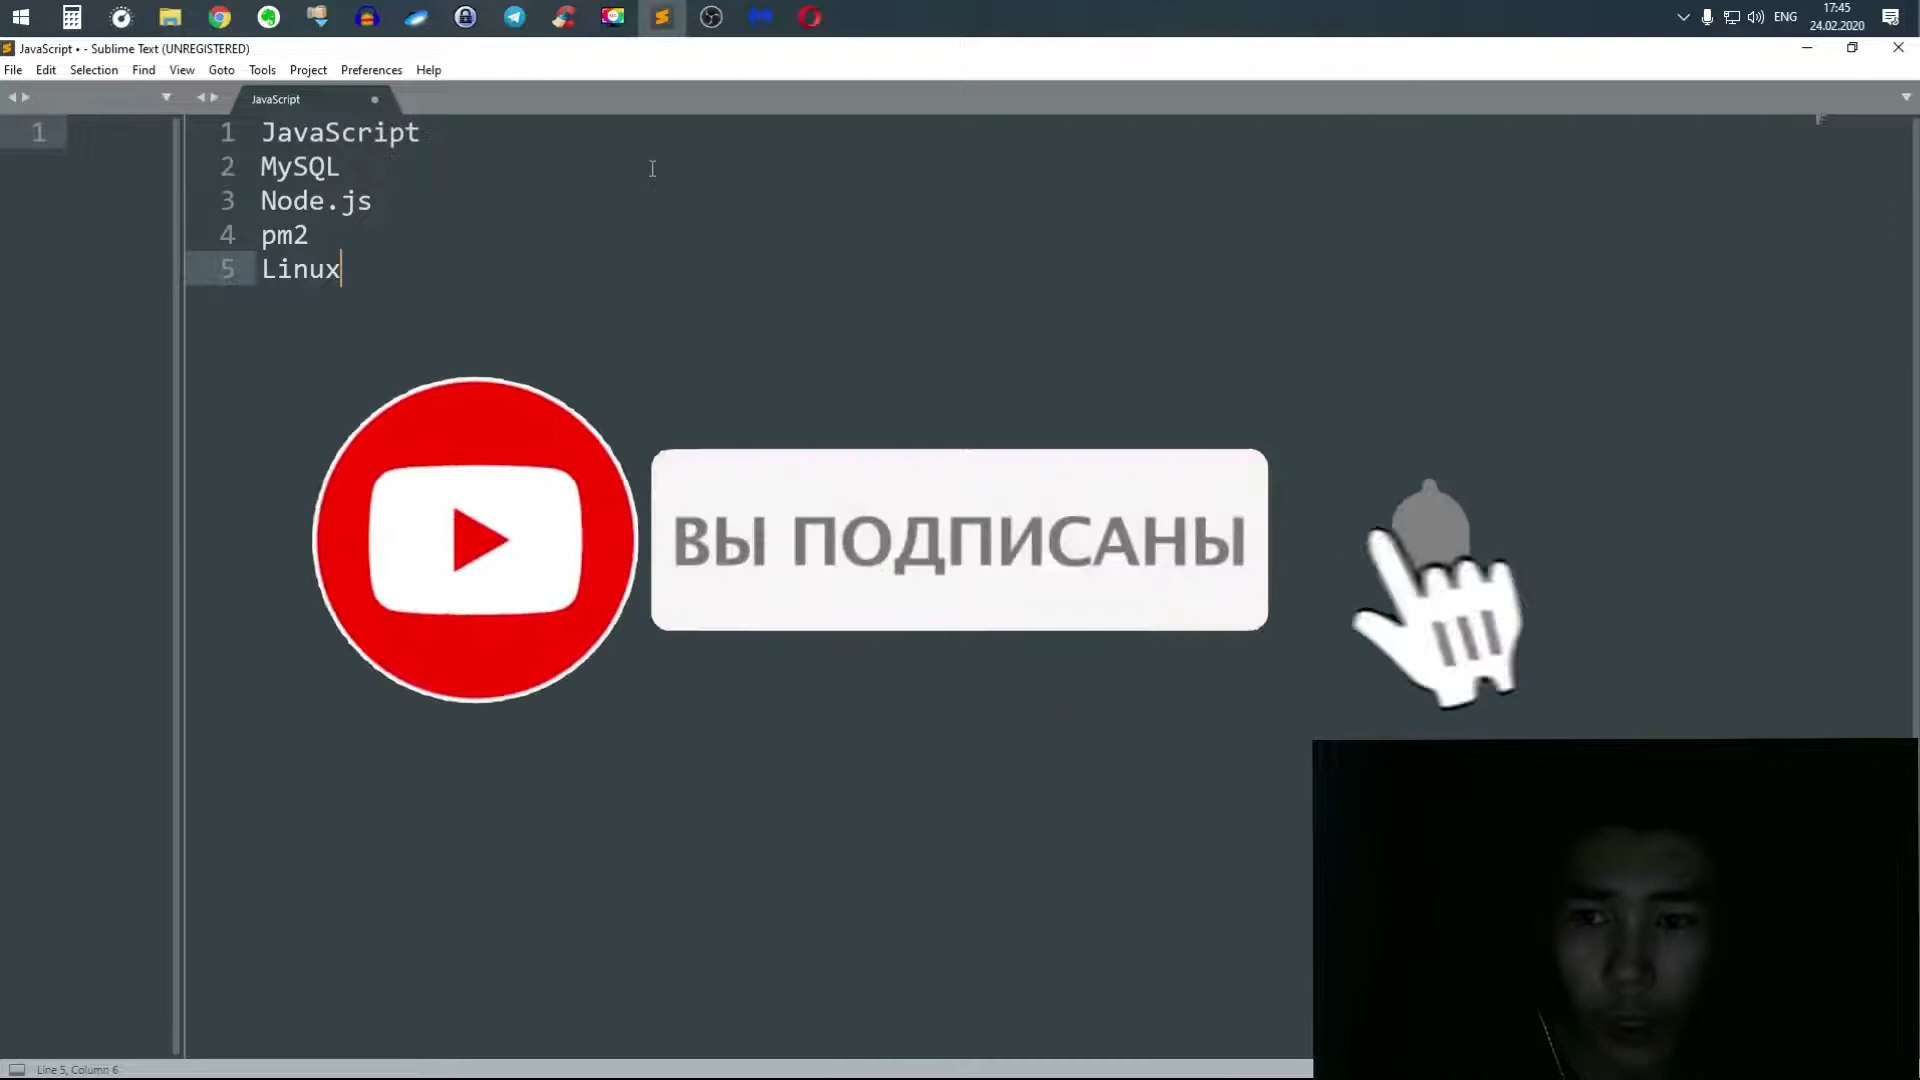 17:45
ENG
24.02.2020
JavaScript • - Sublime Text (UNREGISTERED)
File Edit Selection Find View Goto Tools Project Preferences Help
JavaScript
1
1 JavaScript
2 MySQL
3 Node.js
4 pm2
5 Linux
ВЫ ПОДПИСАНЫ
Line 5, Column 6